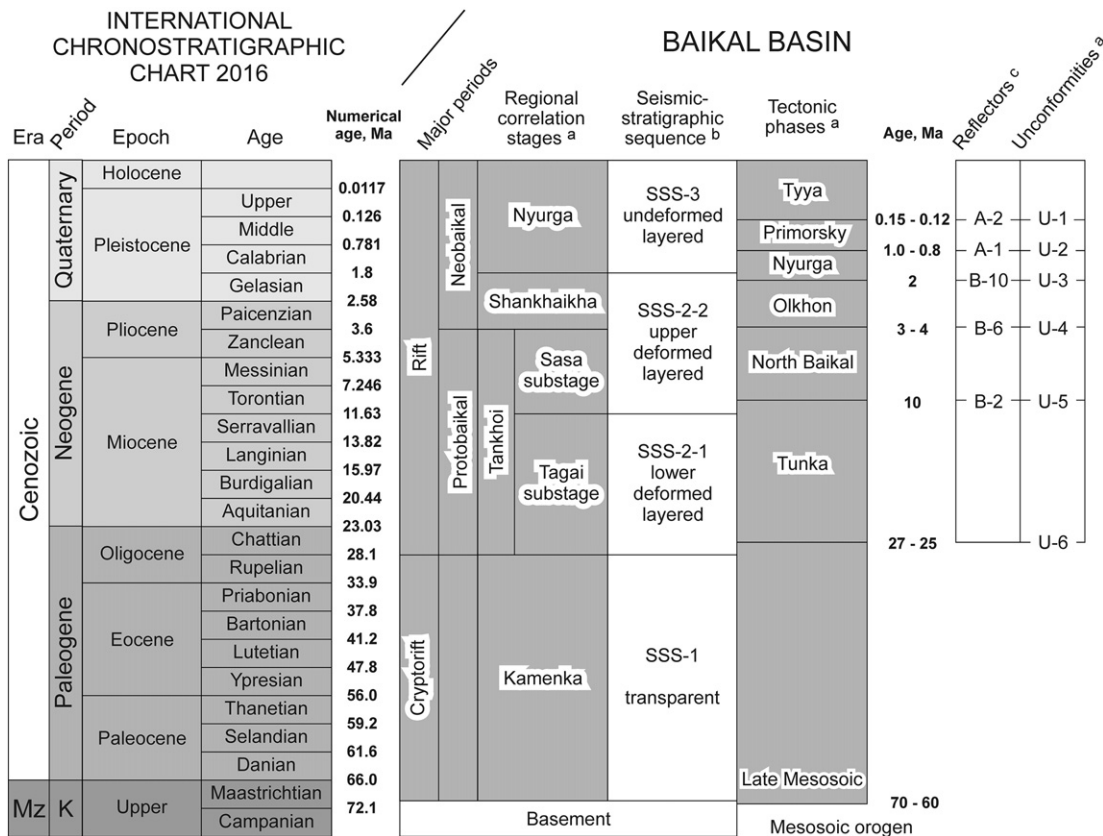 INTERNATIONAL
CHRONOSTRATIGRAPHIC
CHART 2016
BAIKAL BASIN
Era
Period
Epoch
Age
Numerical
age, Ma
Major periods
Regional
correlation
stages a
Seismic-
stratigraphic
sequence b
Tectonic
phases a
Age, Ma
Reflectors c
Unconformities a
Cenozoic
Mz
Quaternary
Neogene
Paleogene
K
Holocene
Pleistocene
Pliocene
Miocene
Oligocene
Eocene
Paleocene
Upper
Upper
Middle
Calabrian
Gelasian
Paicenzian
Zanclean
Messinian
Torontian
Serravallian
Langinian
Burdigalian
Aquitanian
Chattian
Rupelian
Priabonian
Bartonian
Lutetian
Ypresian
Thanetian
Selandian
Danian
Maastrichtian
Campanian
0.0117
0.126
0.781
1.8
2.58
3.6
5.333
7.246
11.63
13.82
15.97
20.44
23.03
28.1
33.9
37.8
41.2
47.8
56.0
59.2
61.6
66.0
72.1
Rift
Cryptorift
Neobaikal
Protobaikal
Nyurga
Shankhaikha
Tankhoi
Sasa
substage
Tagai
substage
Kamenka
SSS-3
undeformed
layered
SSS-2-2
upper
deformed
layered
SSS-2-1
lower
deformed
layered
SSS-1
transparent
Basement
Tyya
Primorsky
Nyurga
Olkhon
North Baikal
Tunka
Late Mesosoic
Mesosoic orogen
0.15 - 0.12
1.0 - 0.8
2
3 - 4
10
27 - 25
70 - 60
A-2
A-1
B-10
B-6
B-2
U-1
U-2
U-3
U-4
U-5
U-6